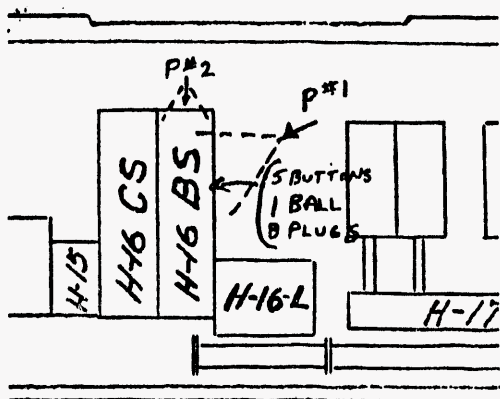 P#2
P#1
5 BUTTONS
1 BALL
8 PLUGS
H-15
H-16 CS
H-16 BS
H-16-L
H-17